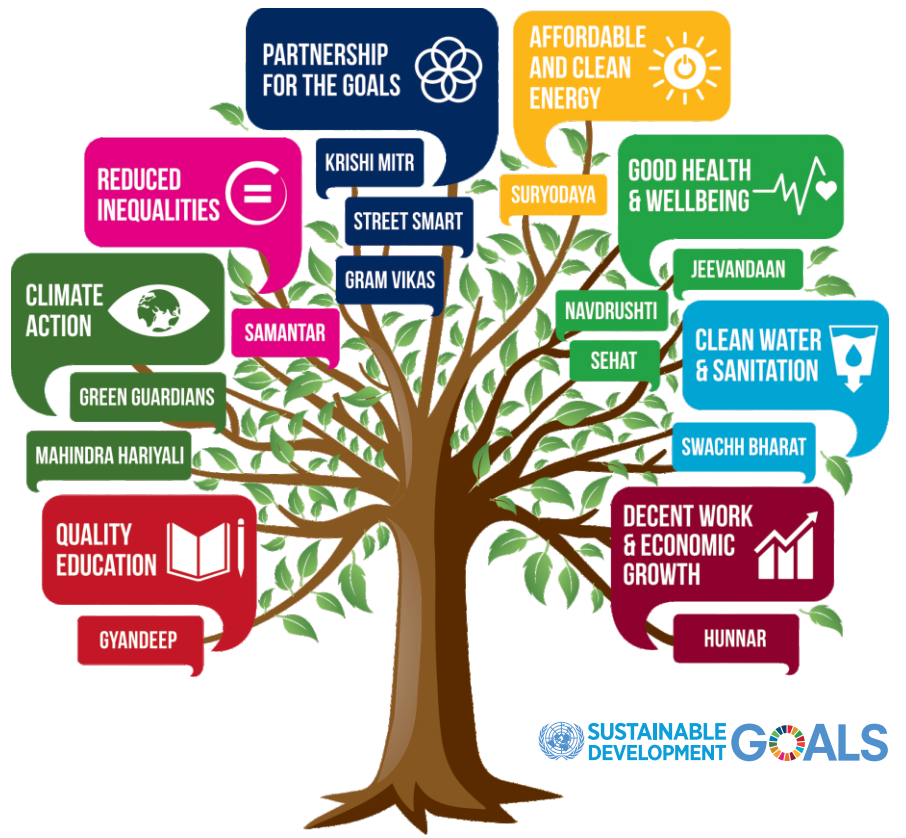 PARTNERSHIP
FOR THE GOALS
KRISHI MITR
STREET SMART
GRAM VIKAS
AFFORDABLE
AND CLEAN
ENERGY
SURYODAYA
REDUCED
INEQUALITIES
SAMANTAR
GOOD HEALTH
& WELLBEING
JEEVANDAAN
NAVDRUSHTI
SEHAT
CLIMATE
ACTION
GREEN GUARDIANS
MAHINDRA HARIYALI
CLEAN WATER
& SANITATION
SWACHH BHARAT
QUALITY
EDUCATION
GYANDEEP
DECENT WORK
& ECONOMIC
GROWTH
HUNNAR
SUSTAINABLE
DEVELOPMENT
GOALS